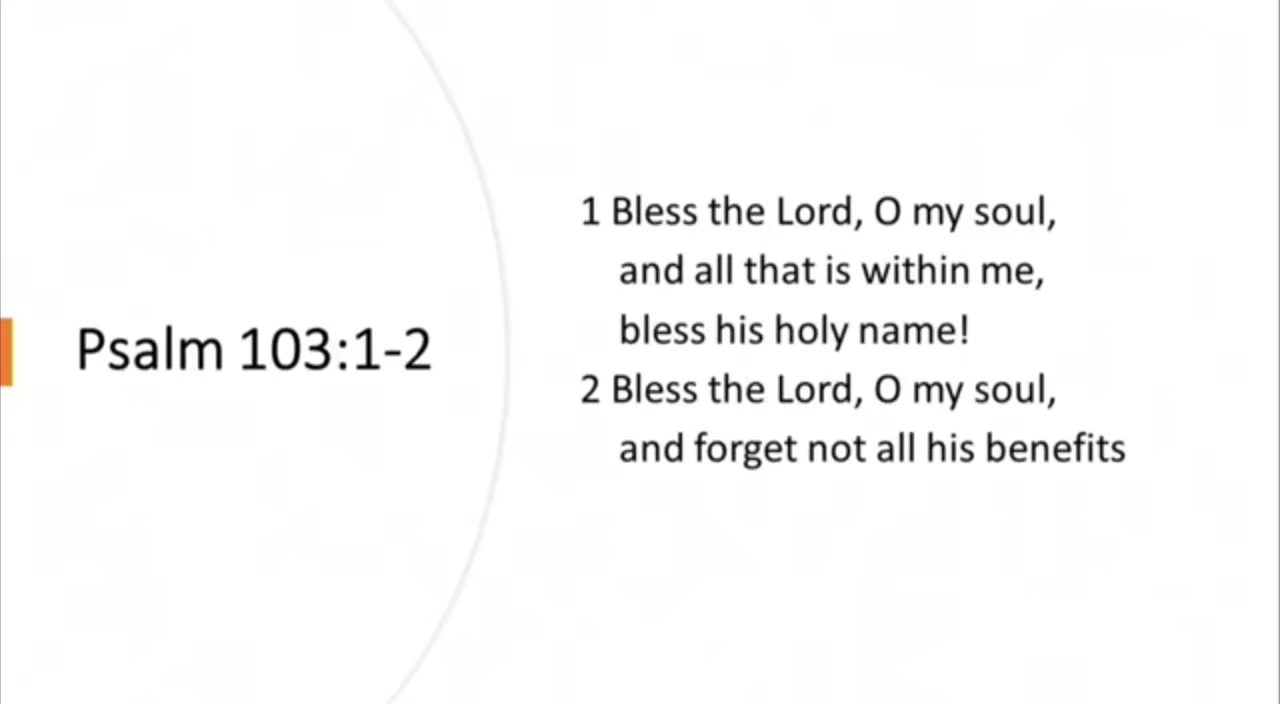 Psalm 103:1-2
1 Bless the Lord, O my soul,
and all that is within me,
bless his holy name!
2 Bless the Lord, O my soul,
and forget not all his benefits